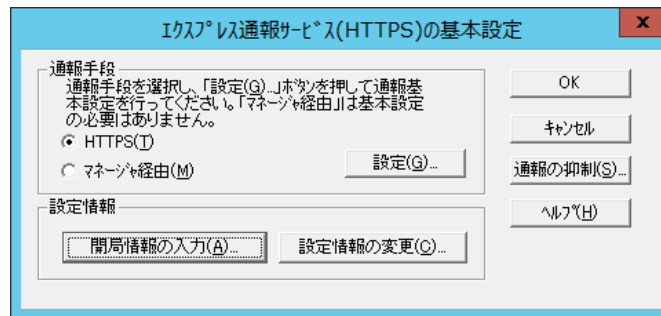 ｴｸｽﾌﾟﾚｽ通報ｻｰﾋﾞｽ(HTTPS)の基本設定
x
通報手段
通報手段を選択し、｢設定(G)...｣ﾎﾞﾀﾝを押して通報基
本設定を行ってください。｢ﾏﾈｰｼﾞｬ経由｣は基本設定
の必要はありません。
HTTPS(T)
ﾏﾈｰｼﾞｬ経由(M)
設定(G)...
設定情報
開局情報の入力(A)...
設定情報の変更(C)...
OK
ｷｬﾝｾﾙ
通報の抑制(S)...
ﾍﾙﾌﾟ(H)